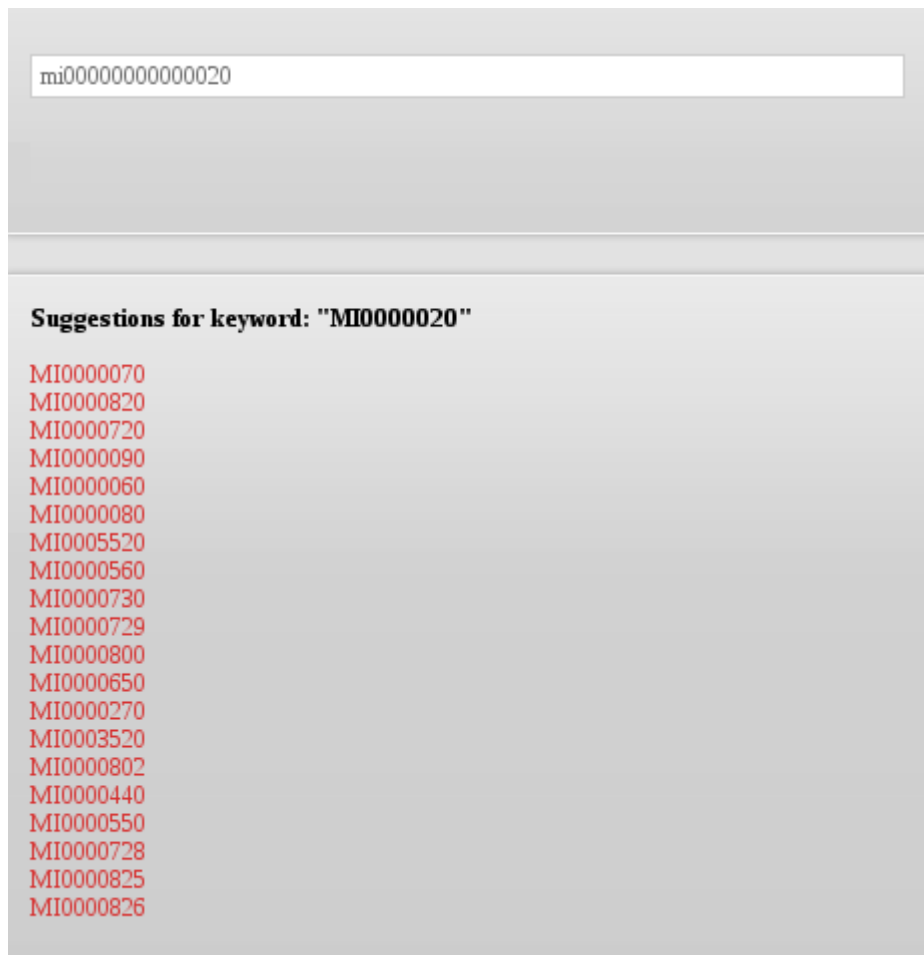 mi00000000000020
Suggestions for keyword: "MI0000020"
MI0000070
MI0000820
MI0000720
MI0000090
MI0000060
MI0000080
MI0005520
MI0000560
MI0000730
MI0000729
MI0000800
MI0000650
MI0000270
MI0003520
MI0000802
MI0000440
MI0000550
MI0000728
MI0000825
MI0000826